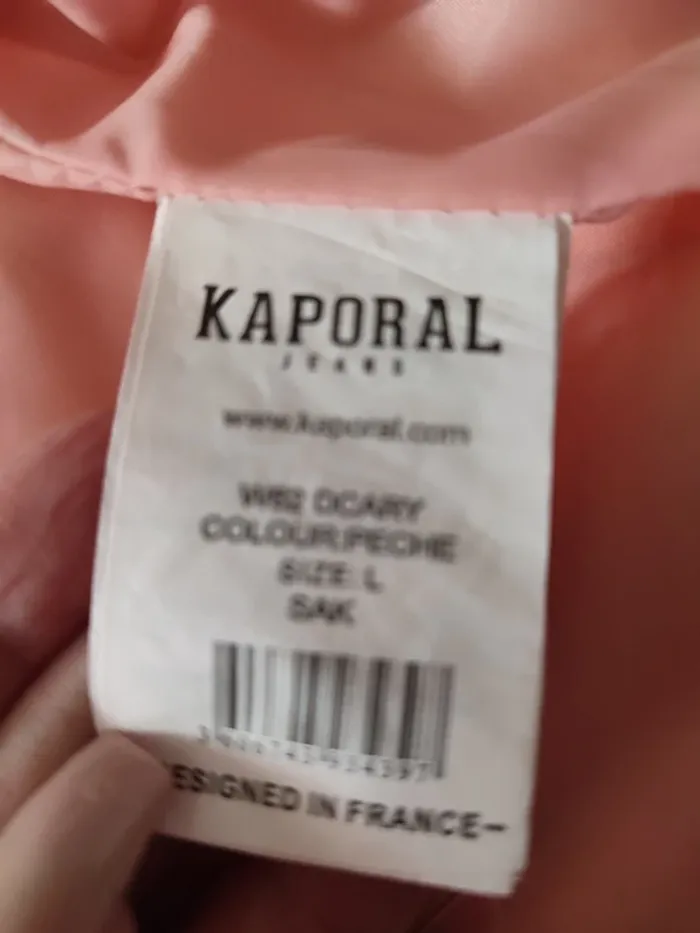 KAPORAL
JEANS
www.kaporal.com
COLOUR:PECHE
SIZE: L
SAK
ESIGNED IN FRANCE